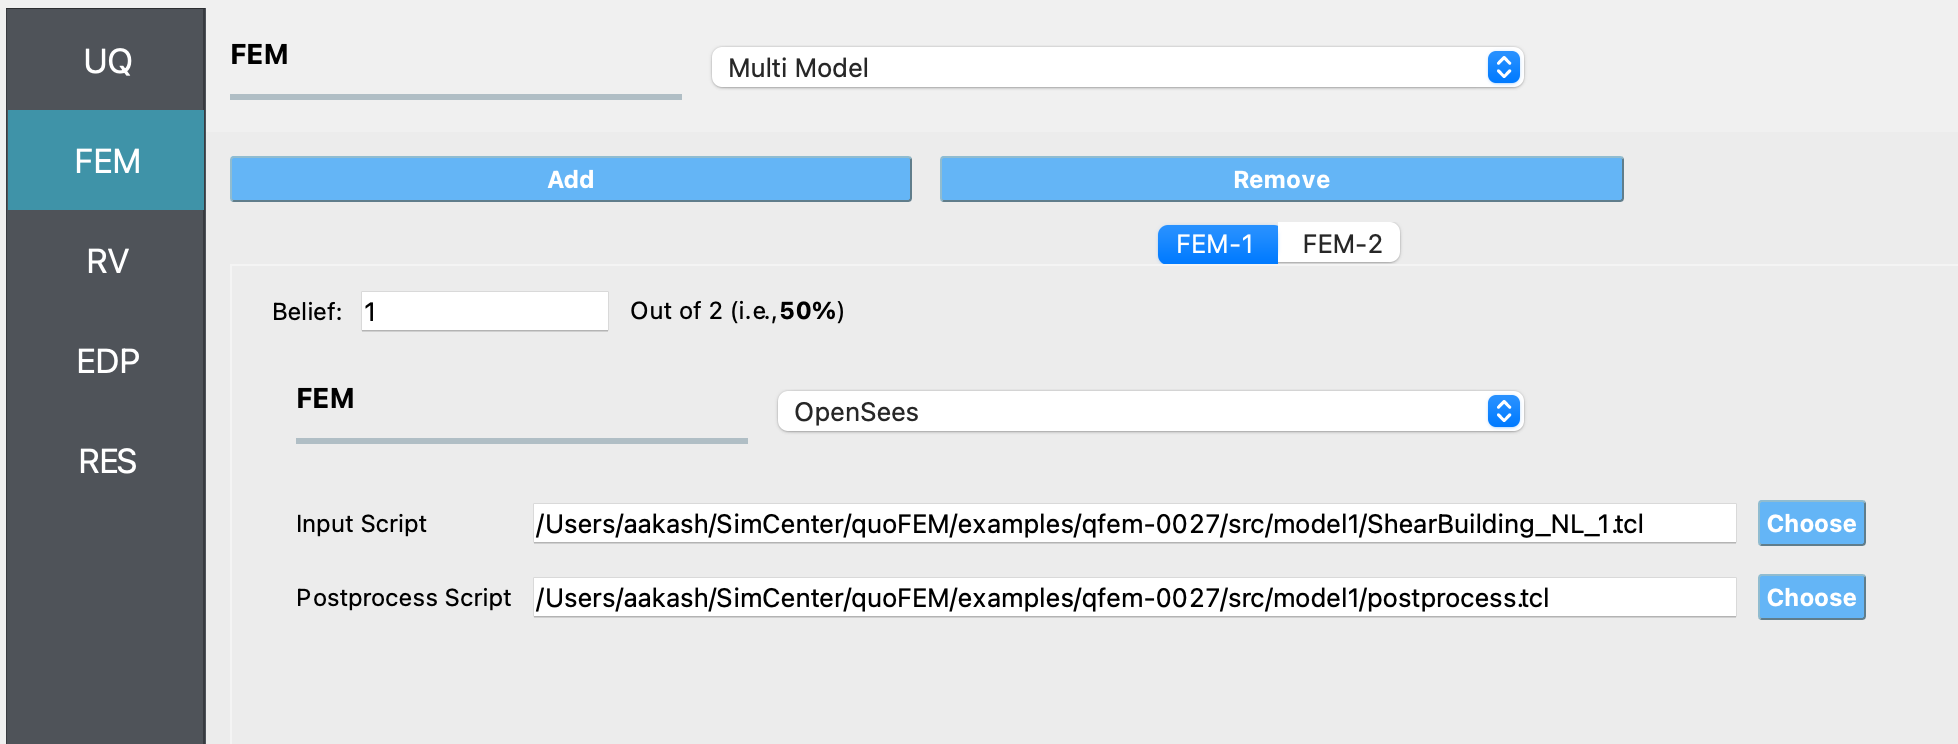 UQ
FEM
RV
EDP
RES
FEM
Multi Model
Add
Remove
FEM-1
FEM-2
Belief: 1 Out of 2 (i.e.,50%)
FEM
OpenSees
Input Script /Users/aakash/SimCenter/quoFEM/examples/qfem-0027/src/model1/ShearBuilding_NL_1.tcl Choose
Postprocess Script /Users/aakash/SimCenter/quoFEM/examples/qfem-0027/src/model1/postprocess.tcl Choose